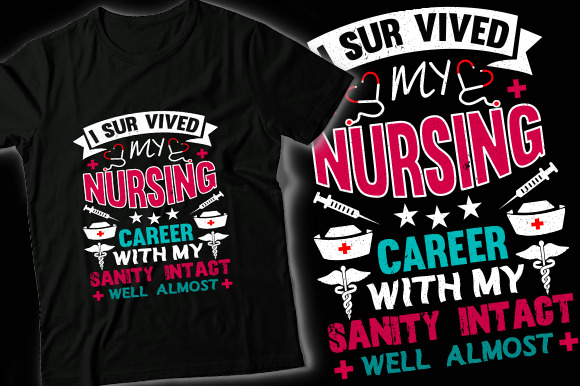 I SUR VIVED
MY
NURSING
CAREER
WITH MY
SANITY INTACT
WELL ALMOST
I SUR VIVED
MY
NURSING
CAREER
WITH MY
SANITY INTACT
WELL ALMOST